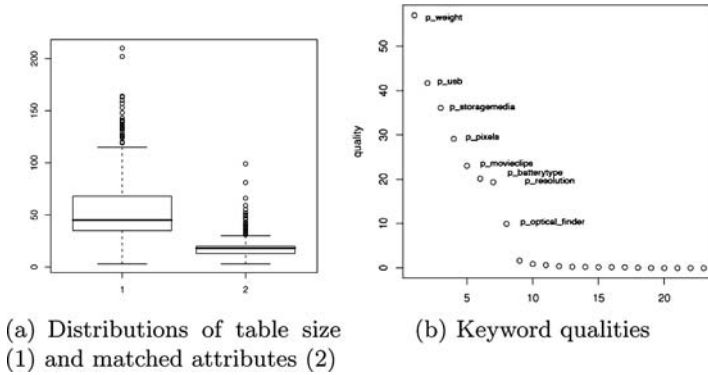 200
150
100
50
0
1
2
(a) Distributions of table size
(1) and matched attributes (2)
quality
50
40
30
20
10
0
p_weight
p_usb
p_storagemedia
p_pixels
p_movieclips
p_batterytype
p_resolution
p_optical_finder
5
10
15
20
(b) Keyword qualities